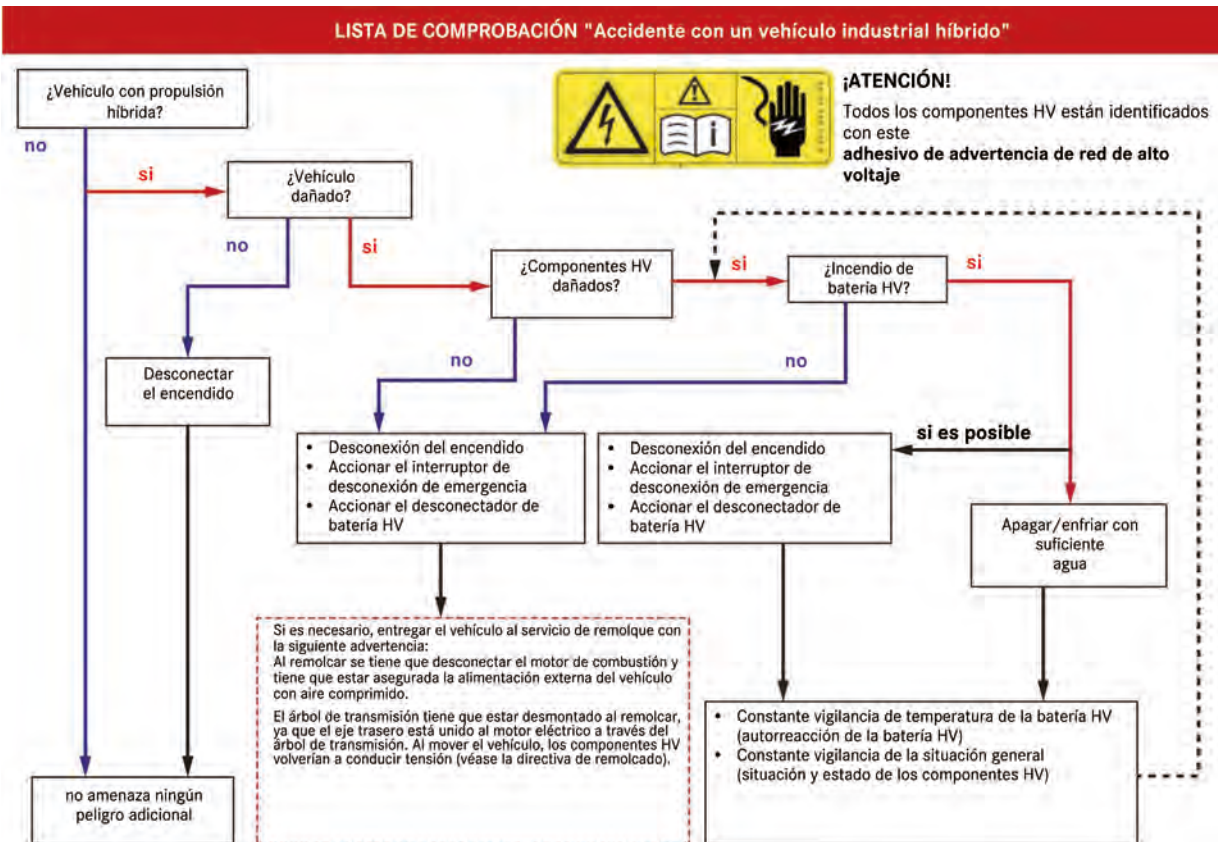 LISTA DE COMPROBACIÓN "Accidente con un vehículo industrial híbrido"
¿Vehículo con propulsión
híbrida?
¡ATENCIÓN!
Todos los componentes HV están identificados
con este
adhesivo de advertencia de red de alto
voltaje
no
si
¿Vehículo
dañado?
no
si
¿Componentes HV
dañados?
si
¿Incendio de
batería HV?
si
no
no
Desconectar
el encendido
• Desconexión del encendido
• Accionar el interruptor de
desconexión de emergencia
• Accionar el desconectador de
batería HV
• Desconexión del encendido
• Accionar el interruptor de
desconexión de emergencia
• Accionar el desconectador de
batería HV
si es posible
Apagar/enfriar con
suficiente
agua
Si es necesario, entregar el vehículo al servicio de remolque con
la siguiente advertencia:
Al remolcar se tiene que desconectar el motor de combustión y
tiene que estar asegurada la alimentación externa del vehículo
con aire comprimido.
El árbol de transmisión tiene que estar desmontado al remolcar,
ya que el eje trasero está unido al motor eléctrico a través del
árbol de transmisión. Al mover el vehículo, los componentes HV
volverían a conducir tensión (véase la directiva de remolcado).
• Constante vigilancia de temperatura de la batería HV
(autorreacción de la batería HV)
• Constante vigilancia de la situación general
(situación y estado de los componentes HV)
no amenaza ningún
peligro adicional